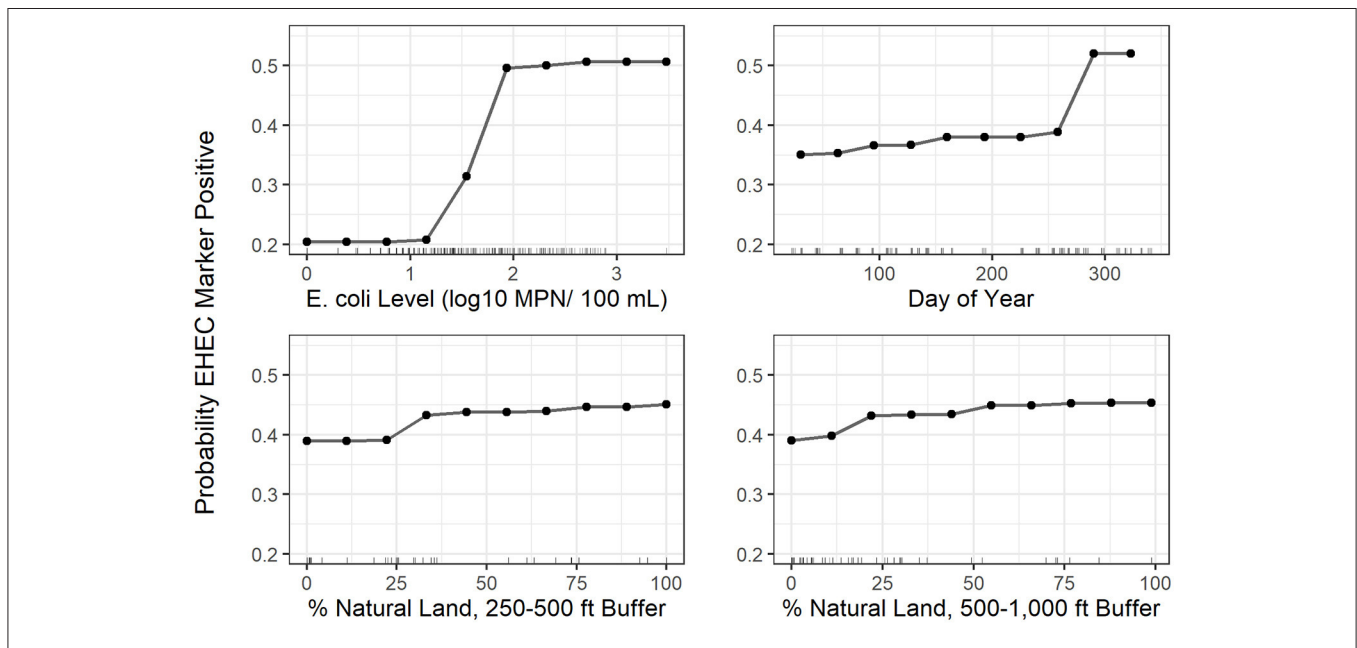 Probability EHEC Marker Positive
0.5
0.4
0.3
0.2
0 1 2 3
E. coli Level (log10 MPN/ 100 mL)
0.5
0.4
0.3
0.2
100 200 300
Day of Year
0.5
0.4
0.3
0.2
0 25 50 75 100
% Natural Land, 250-500 ft Buffer
0.5
0.4
0.3
0.2
0 25 50 75 100
% Natural Land, 500-1,000 ft Buffer